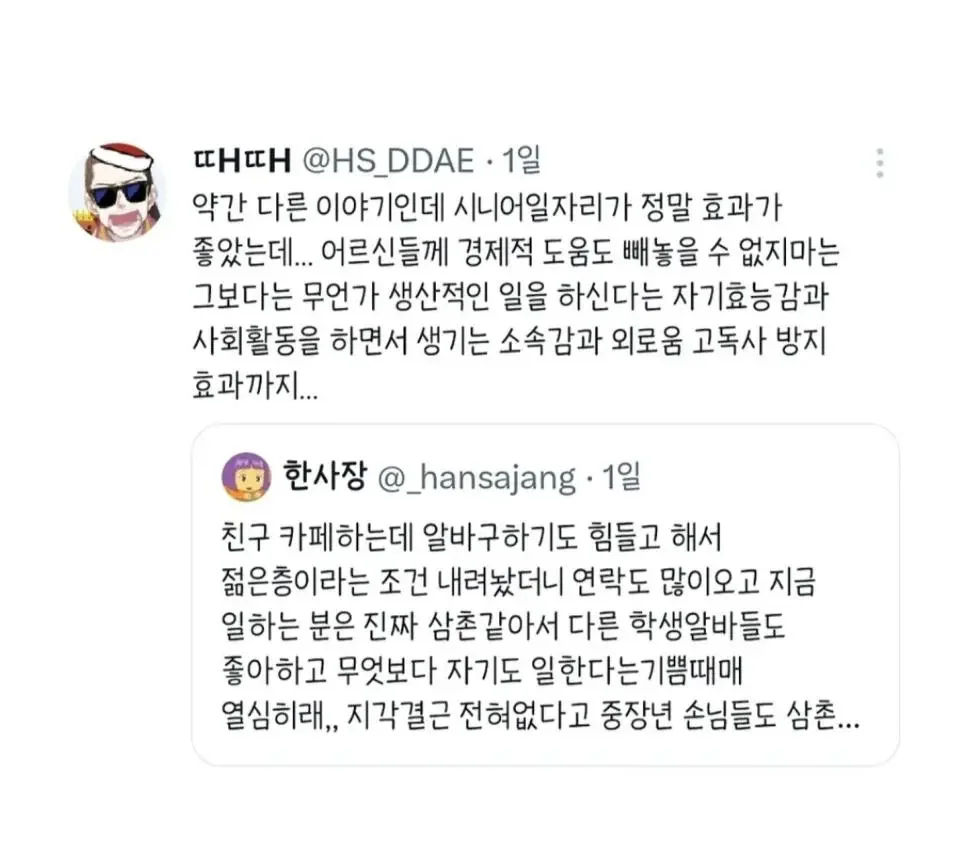 ㄸHㄸH @HS_DDAE · 1일
약간 다른 이야기인데 시니어일자리가 정말 효과가
좋았는데... 어르신들께 경제적 도움도 빼놓을 수 없지마는
그보다는 무언가 생산적인 일을 하신다는 자기효능감과
사회활동을 하면서 생기는 소속감과 외로움 고독사 방지
효과까지...
한사장 @_hansajang · 1일
친구 카페하는데 알바구하기도 힘들고 해서
젊은층이라는 조건 내려놨더니 연락도 많이오고 지금
일하는 분은 진짜 삼촌같아서 다른 학생알바들도
좋아하고 무엇보다 자기도 일한다는기쁨때매
열심히래,, 지각결근 전혀없다고 중장년 손님들도 삼촌...